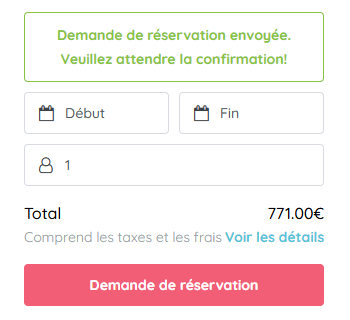 Demande de réservation envoyée.
Veuillez attendre la confirmation!
Début Fin
1
Total 771.00€
Comprend les taxes et les frais Voir les détails
Demande de réservation